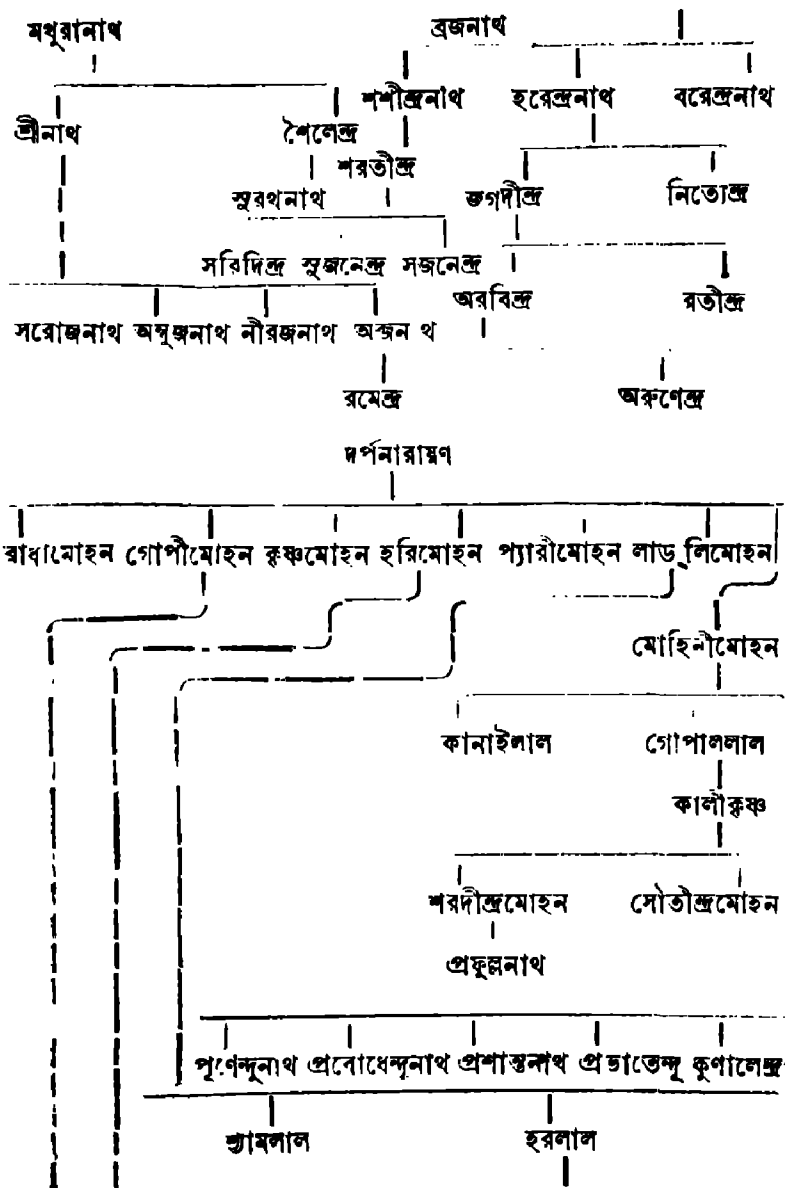 মথুরানাথ ব্রজনাথ
শশীন্দ্রনাথ হরেন্দ্রনাথ বরেন্দ্রনাথ
শ্রীনাথ শৈলেন্দ্র
শরতীন্দ্র
সুরথনাথ জগদীন্দ্র নিতোন্দ্র
সরিদিন্দ্র সুজনেন্দ্র সজনেন্দ্র
অরবিন্দ্র রতীন্দ্র
সরোজনাথ অম্বুজনাথ নীরজনাথ অব্জন থ
রমেন্দ্র অরুণেন্দ্র
দর্পনারায়ণ
রাধামোহন গোপীমোহন কৃষ্ণমোহন হরিমোহন প্যারীমোহন লাড্‌লিমোহন
মোহিনীমোহন
কানাইলাল গোপাললাল
কালীকৃষ্ণ
শরদীন্দ্রমোহন সৌতীন্দ্রমোহন
প্রফুল্লনাথ
পূর্ণেন্দুনাথ প্রবোধেন্দুনাথ প্রশান্তনাথ প্রভাতেন্দু কুণালেন্দ্র
শ্যামলাল হরলাল